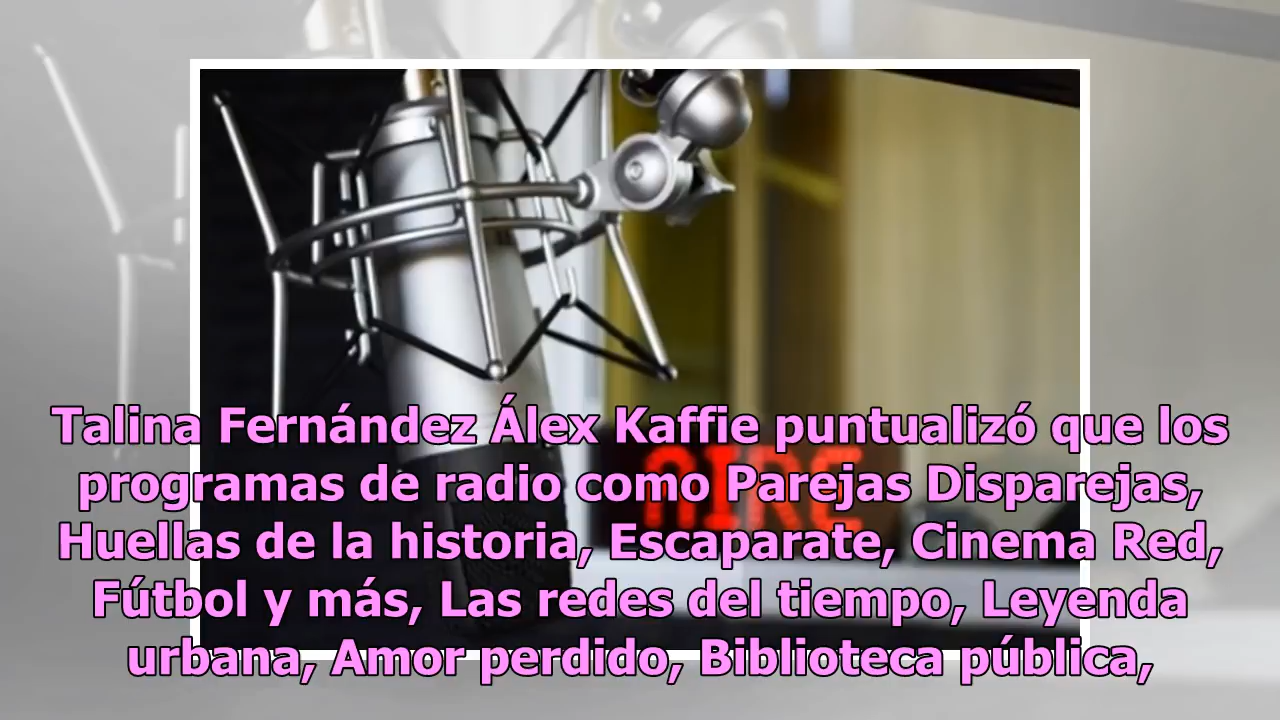 Talina Fernández Álex Kaffie puntualizó que los
programas de radio como Parejas Disparejas,
Huellas de la historia, Escaparate, Cinema Red,
Fútbol y más, Las redes del tiempo, Leyenda
urbana, Amor perdido, Biblioteca pública,
AIRE